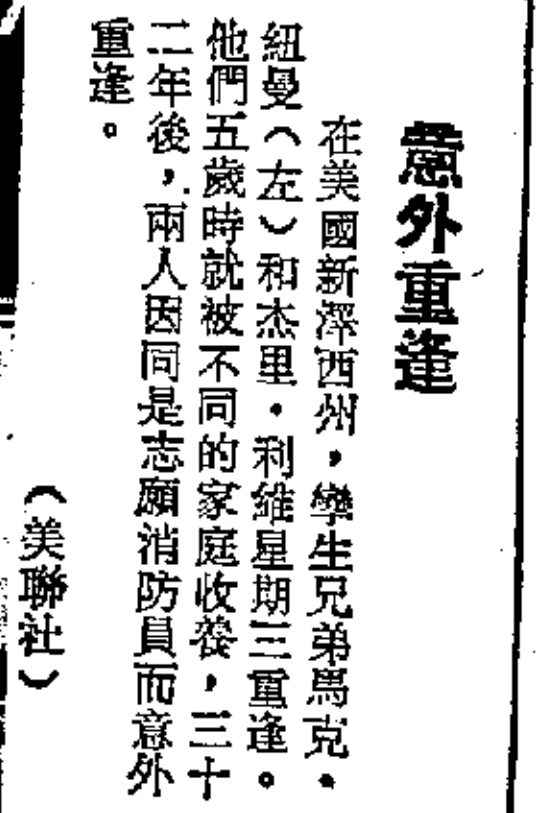 意外重逢
在美國新澤西州，孿生兄弟馬克·
紐曼（左）和杰里·利維星期三重逢。
他們五歲時就被不同的家庭收養，三十
二年後，兩人因同是志願消防員而意外
重逢。
（美聯社）